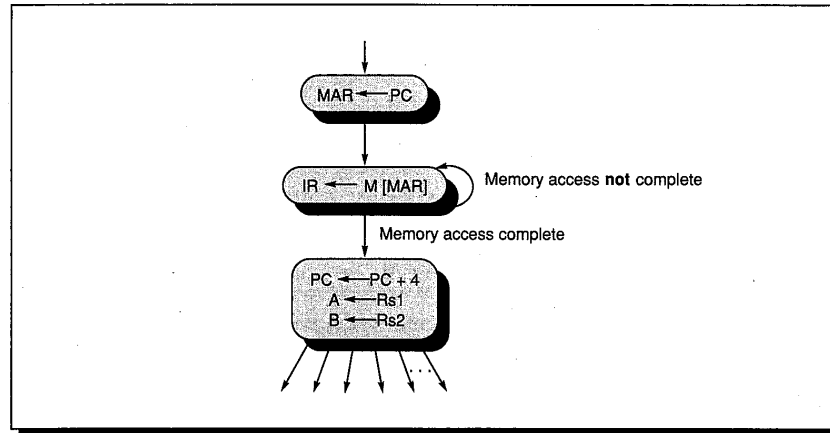 MAR ← PC
IR ← M [MAR]
Memory access not complete
Memory access complete
PC ← PC + 4
A ← Rs1
B ← Rs2
...